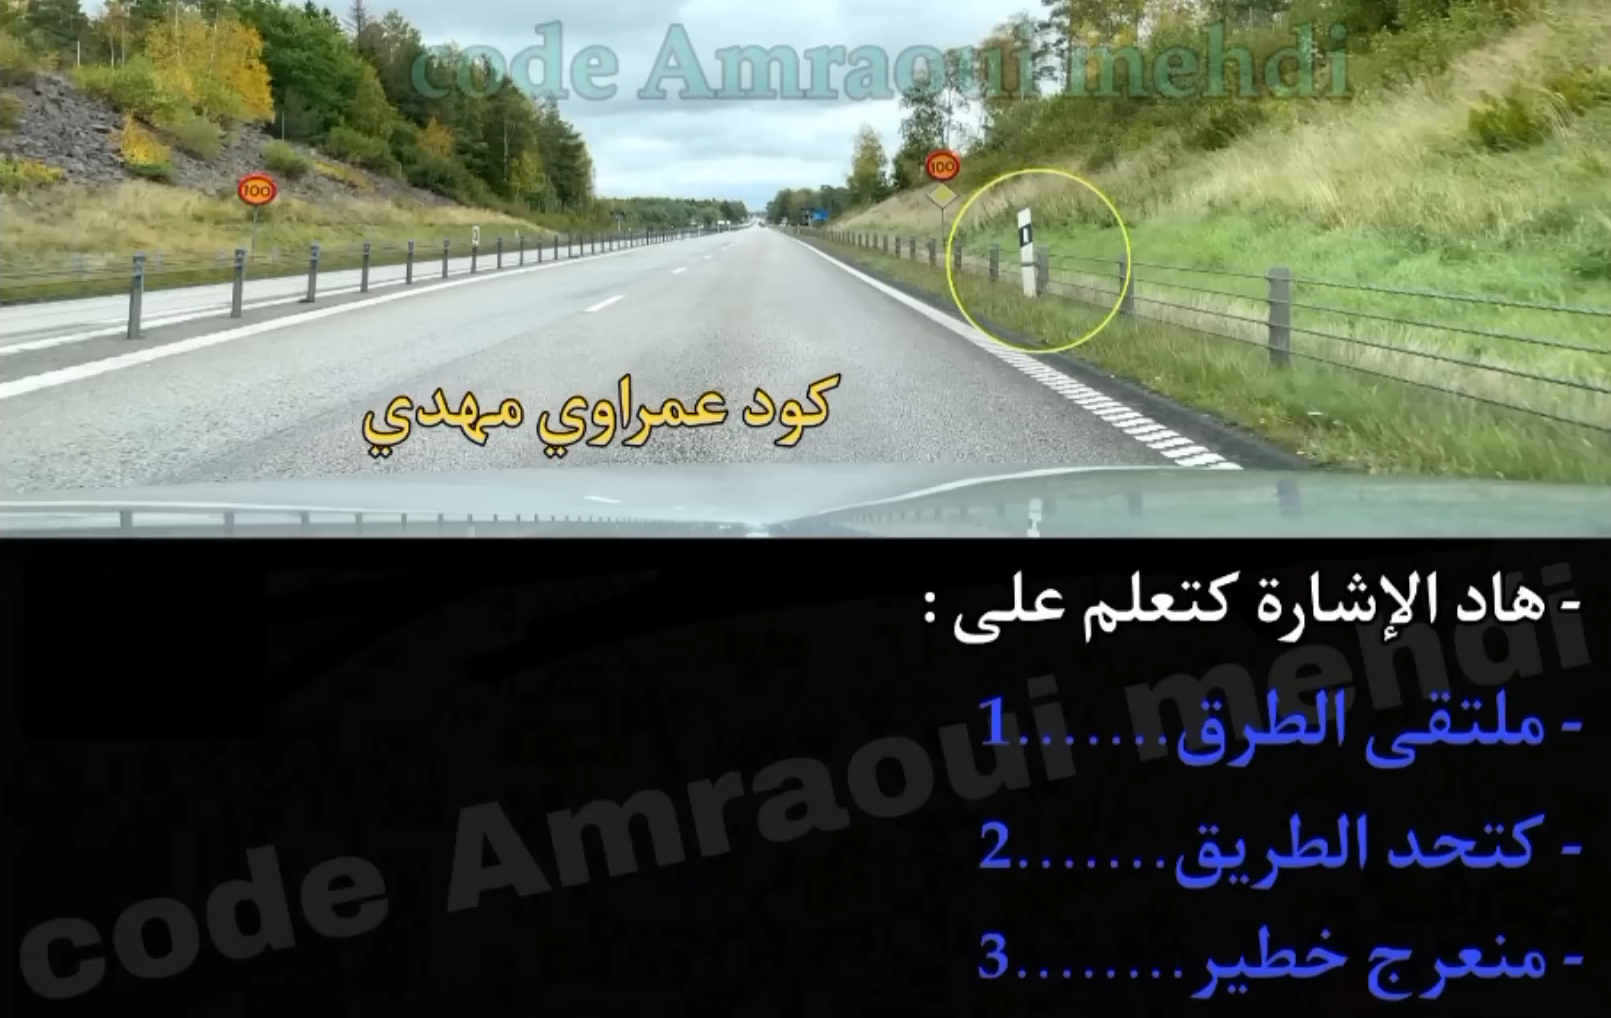 code Amraoui mehdi
100
100
كود عمراوي مهدي
- هاد الإشارة كتعلم على :
- ملتقى الطرق.......1
- كتحد الطريق.......2
- منعرج خطير........3
code Amraoui mehdi